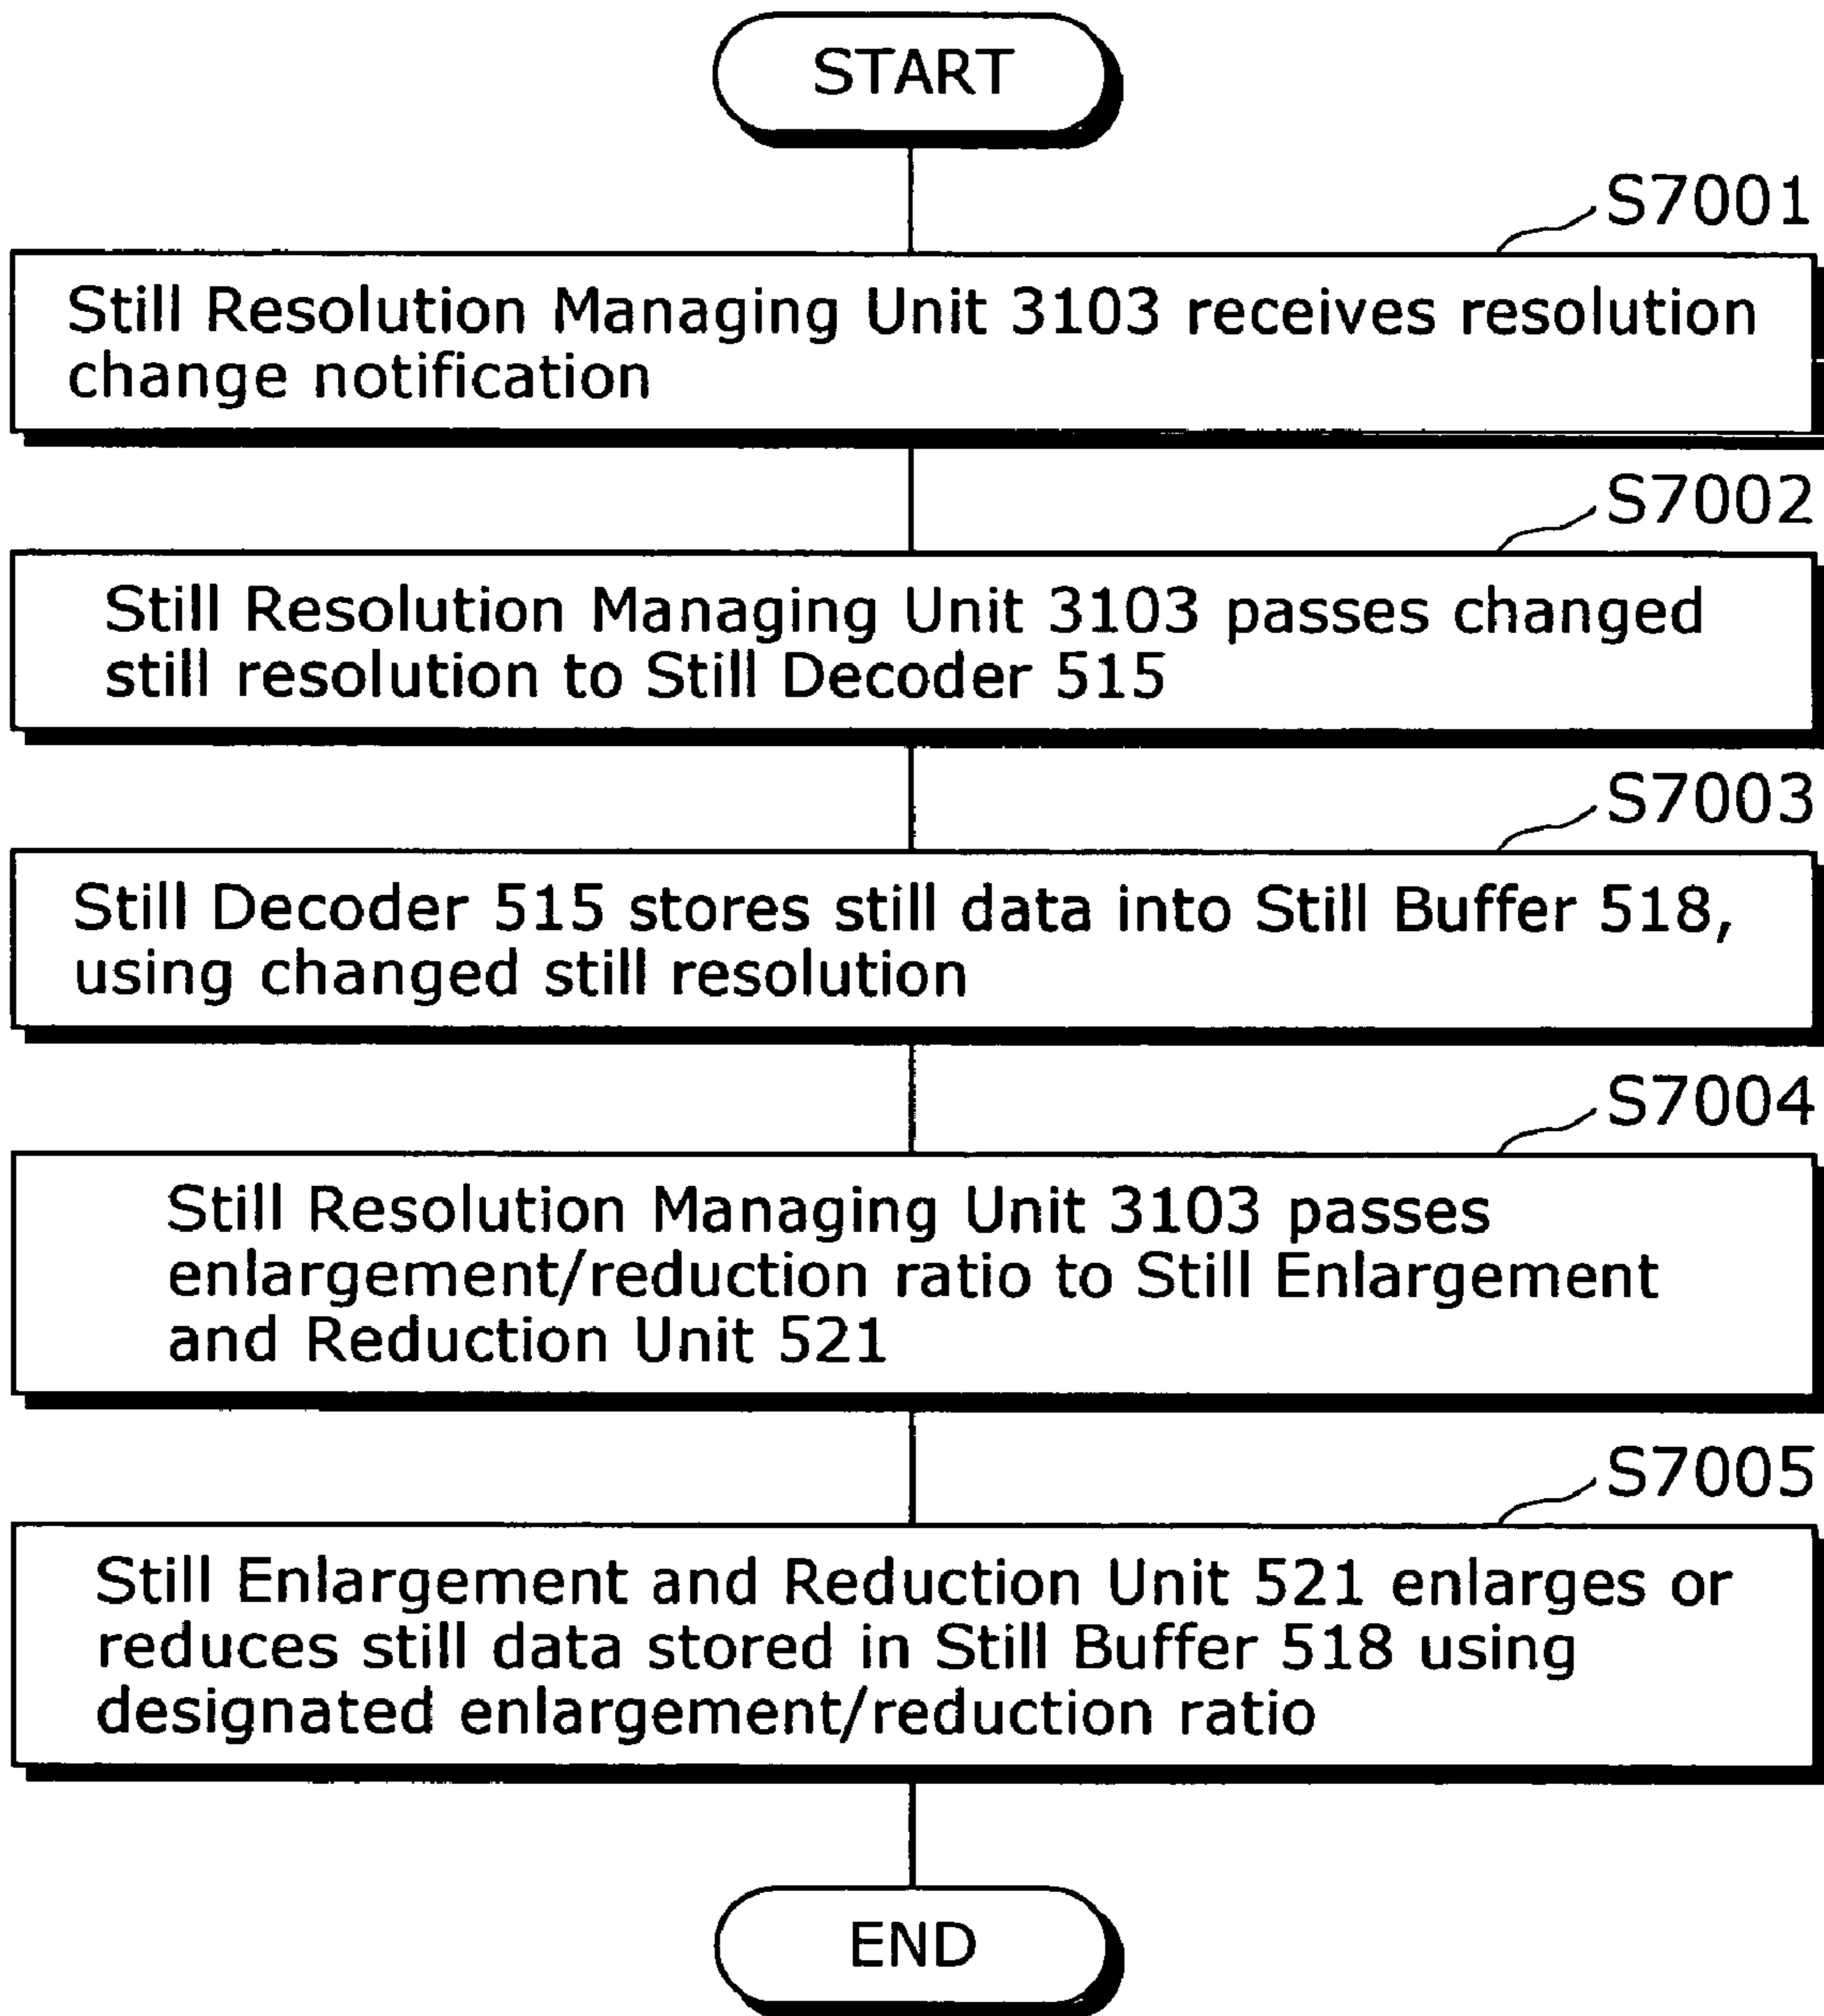 START
S7001
Still Resolution Managing Unit 3103 receives resolution
change notification
S7002
Still Resolution Managing Unit 3103 passes changed
still resolution to Still Decoder 515
S7003
Still Decoder 515 stores still data into Still Buffer 518,
using changed still resolution
S7004
Still Resolution Managing Unit 3103 passes
enlargement/reduction ratio to Still Enlargement
and Reduction Unit 521
S7005
Still Enlargement and Reduction Unit 521 enlarges or
reduces still data stored in Still Buffer 518 using
designated enlargement/reduction ratio
END